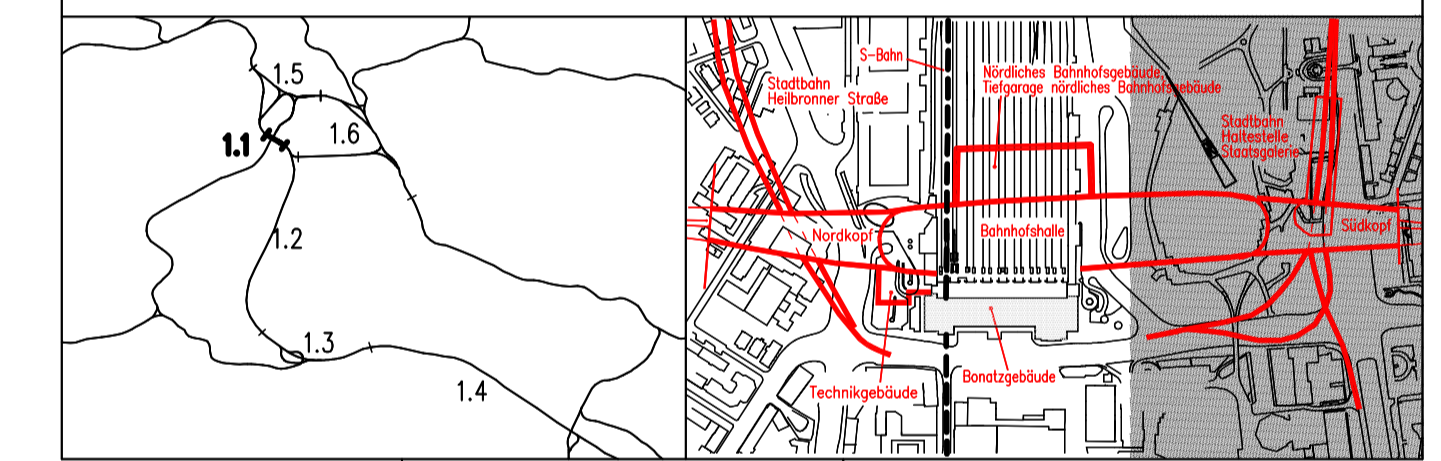 1.5
1.6
1.1
1.2
1.3
1.4
S-Bahn
Stadtbahn
Heilbronner Straße
Nördliches Bahnhofsgebäude,
Tiefgarage nördliches Bahnhofsgebäude
Stadtbahn
Haltestelle
Staatsgalerie
Nordkopf
Bahnhofshalle
Südkopf
Technikgebäude
Bonatzgebäude